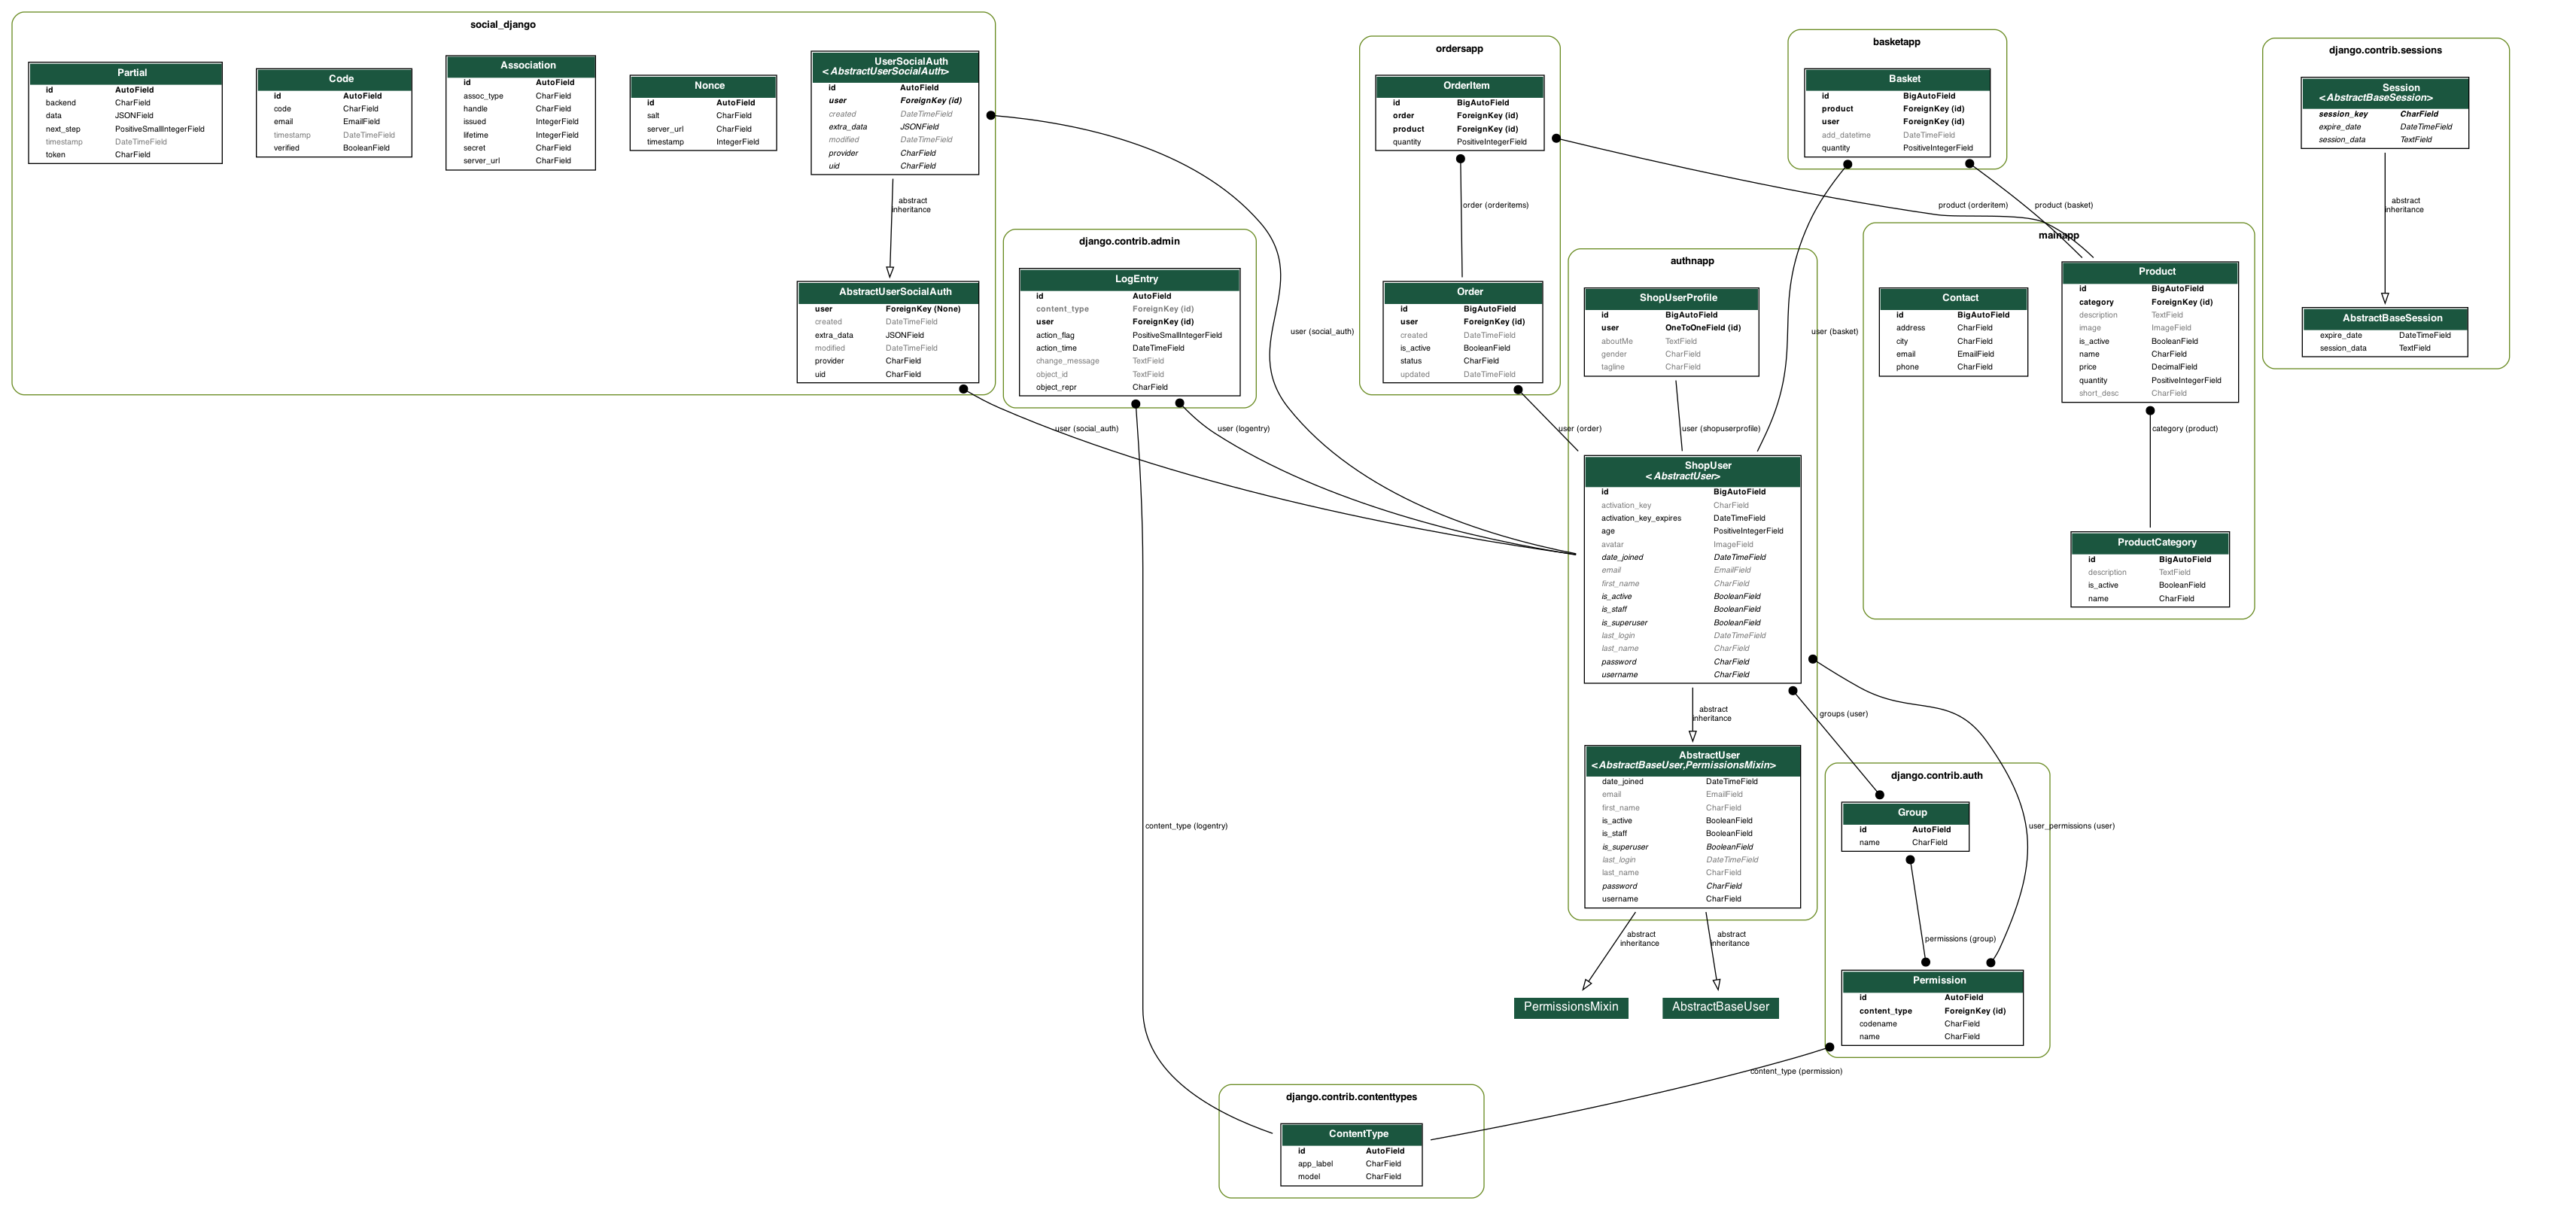 social_django
Partial
id AutoField
backend CharField
data JSONField
next_step PositiveSmallIntegerField
timestamp DateTimeField
token CharField
Code
id AutoField
code CharField
email EmailField
timestamp DateTimeField
verified BooleanField
Association
id AutoField
assoc_type CharField
handle CharField
issued IntegerField
lifetime IntegerField
secret CharField
server_url CharField
Nonce
id AutoField
salt CharField
server_url CharField
timestamp IntegerField
UserSocialAuth
<AbstractUserSocialAuth>
id AutoField
user ForeignKey (id)
created DateTimeField
extra_data JSONField
modified DateTimeField
provider CharField
uid CharField
abstract
inheritance
AbstractUserSocialAuth
user ForeignKey (None)
created DateTimeField
extra_data JSONField
modified DateTimeField
provider CharField
uid CharField
user (social_auth)
django.contrib.admin
LogEntry
id AutoField
content_type ForeignKey (id)
user ForeignKey (id)
action_flag PositiveSmallIntegerField
action_time DateTimeField
change_message TextField
object_id TextField
object_repr CharField
user (logentry)
user (social_auth)
content_type (logentry)
ordersapp
OrderItem
id BigAutoField
order ForeignKey (id)
product ForeignKey (id)
quantity PositiveIntegerField
order (orderitems)
Order
id BigAutoField
user ForeignKey (id)
created DateTimeField
is_active BooleanField
status CharField
updated DateTimeField
user (order)
basketapp
Basket
id BigAutoField
product ForeignKey (id)
user ForeignKey (id)
add_datetime DateTimeField
quantity PositiveIntegerField
product (orderitem)
product (basket)
user (basket)
authnapp
ShopUserProfile
id BigAutoField
user OneToOneField (id)
aboutMe TextField
gender CharField
tagline CharField
user (shopuserprofile)
ShopUser
<AbstractUser>
id BigAutoField
activation_key CharField
activation_key_expires DateTimeField
age PositiveIntegerField
avatar ImageField
date_joined DateTimeField
email EmailField
first_name CharField
is_active BooleanField
is_staff BooleanField
is_superuser BooleanField
last_login DateTimeField
last_name CharField
password CharField
username CharField
abstract
inheritance
AbstractUser
<AbstractBaseUser,PermissionsMixin>
date_joined DateTimeField
email EmailField
first_name CharField
is_active BooleanField
is_staff BooleanField
is_superuser BooleanField
last_login DateTimeField
last_name CharField
password CharField
username CharField
abstract
inheritance
abstract
inheritance
PermissionsMixin
AbstractBaseUser
mainapp
Contact
id BigAutoField
address CharField
city CharField
email EmailField
phone CharField
Product
id BigAutoField
category ForeignKey (id)
description TextField
image ImageField
is_active BooleanField
name CharField
price DecimalField
quantity PositiveIntegerField
short_desc CharField
category (product)
ProductCategory
id BigAutoField
description TextField
is_active BooleanField
name CharField
django.contrib.sessions
Session
<AbstractBaseSession>
session_key CharField
expire_date DateTimeField
session_data TextField
abstract
inheritance
AbstractBaseSession
expire_date DateTimeField
session_data TextField
groups (user)
user_permissions (user)
django.contrib.auth
Group
id AutoField
name CharField
permissions (group)
Permission
id AutoField
content_type ForeignKey (id)
codename CharField
name CharField
content_type (permission)
django.contrib.contenttypes
ContentType
id AutoField
app_label CharField
model CharField